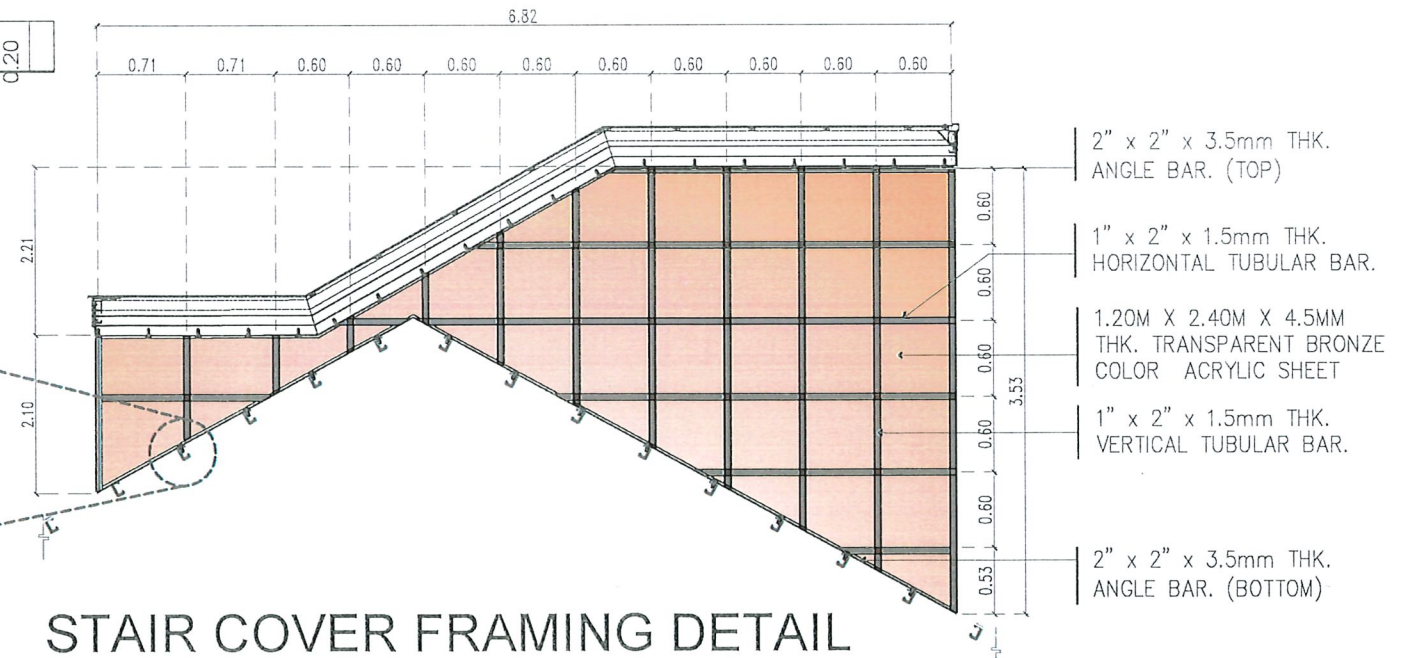 6.82
0.20
0.71 0.71 0.60 0.60 0.60 0.60 0.60 0.60 0.60 0.60 0.60
2.21
2.10
0.60
0.60
0.60
0.60
0.60
0.53
3.53
2" x 2" x 3.5mm THK.
ANGLE BAR. (TOP)
1" x 2" x 1.5mm THK.
HORIZONTAL TUBULAR BAR.
1.20M X 2.40M X 4.5MM
THK. TRANSPARENT BRONZE
COLOR ACRYLIC SHEET
1" x 2" x 1.5mm THK.
VERTICAL TUBULAR BAR.
2" x 2" x 3.5mm THK.
ANGLE BAR. (BOTTOM)
STAIR COVER FRAMING DETAIL